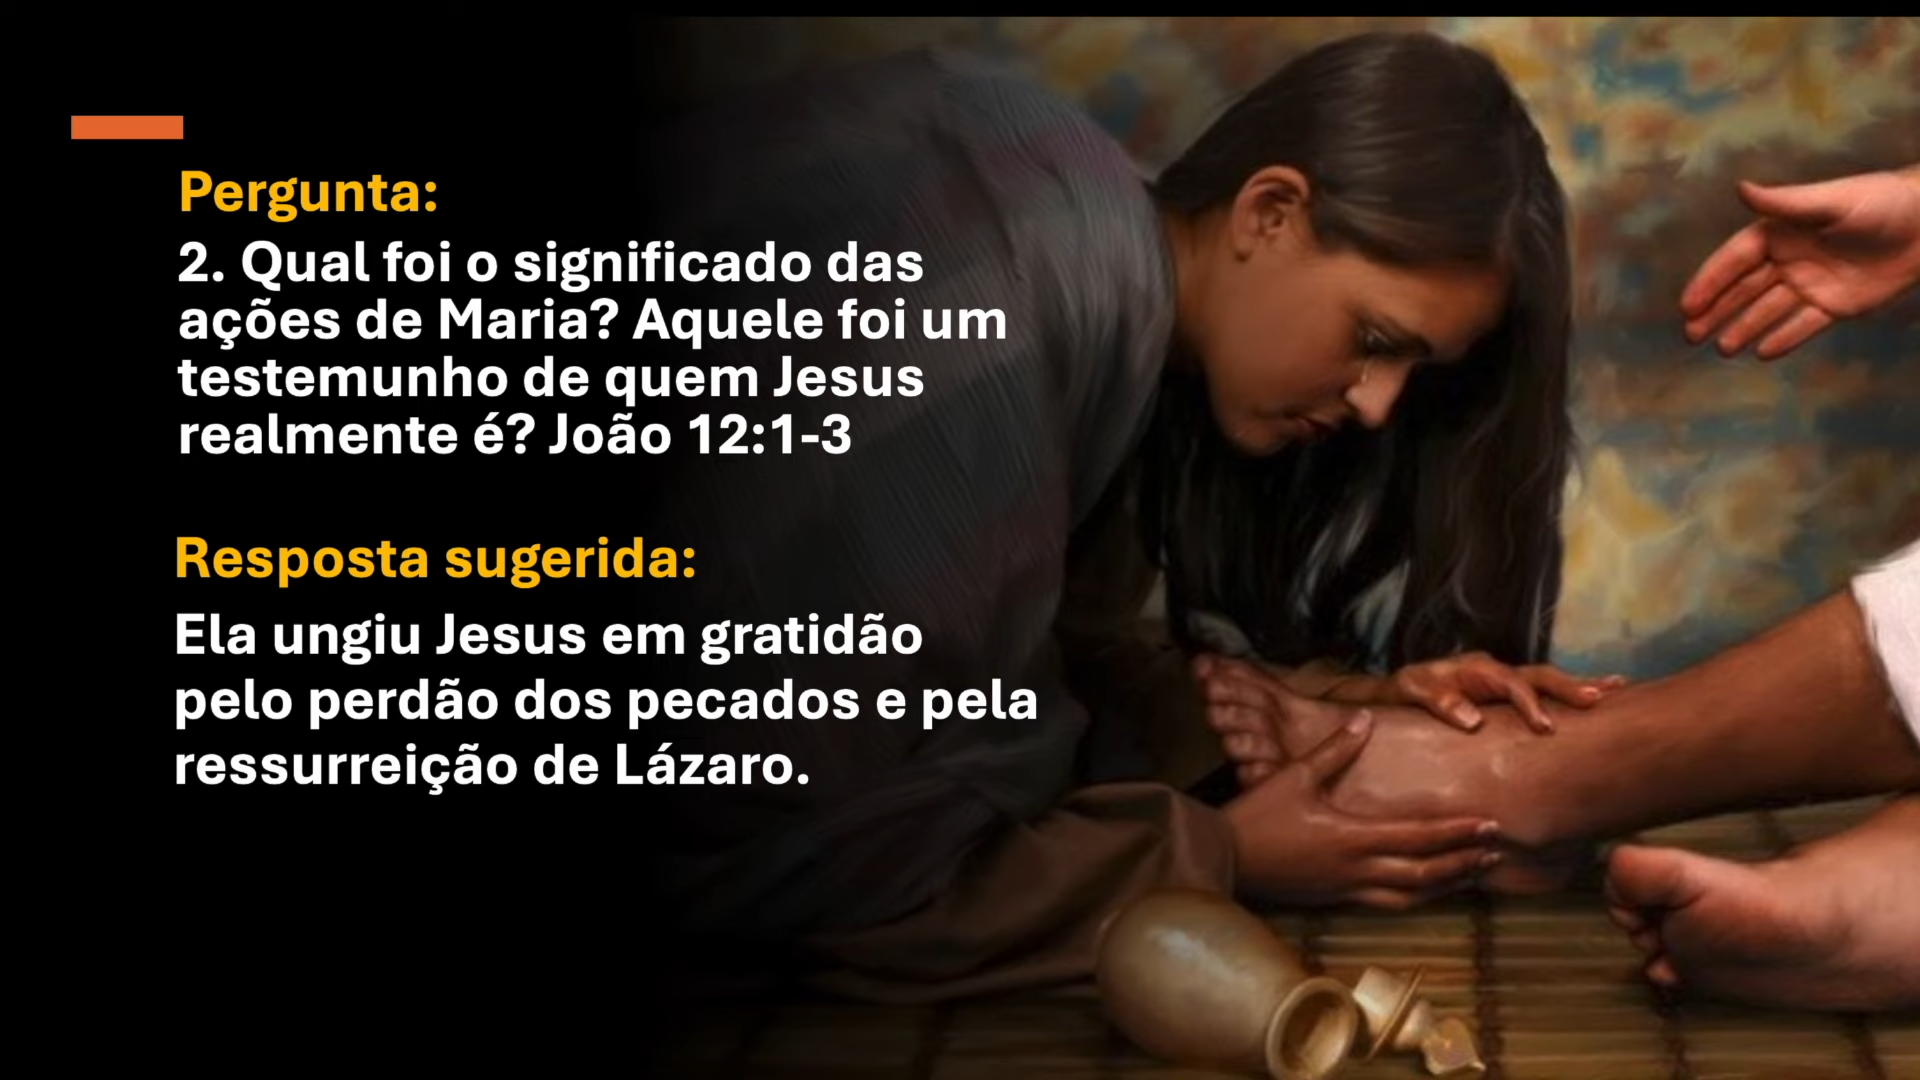 Pergunta:
2. Qual foi o significado das
ações de Maria? Aquele foi um
testemunho de quem Jesus
realmente é? João 12:1-3
Resposta sugerida:
Ela ungiu Jesus em gratidão
pelo perdão dos pecados e pela
ressurreição de Lázaro.